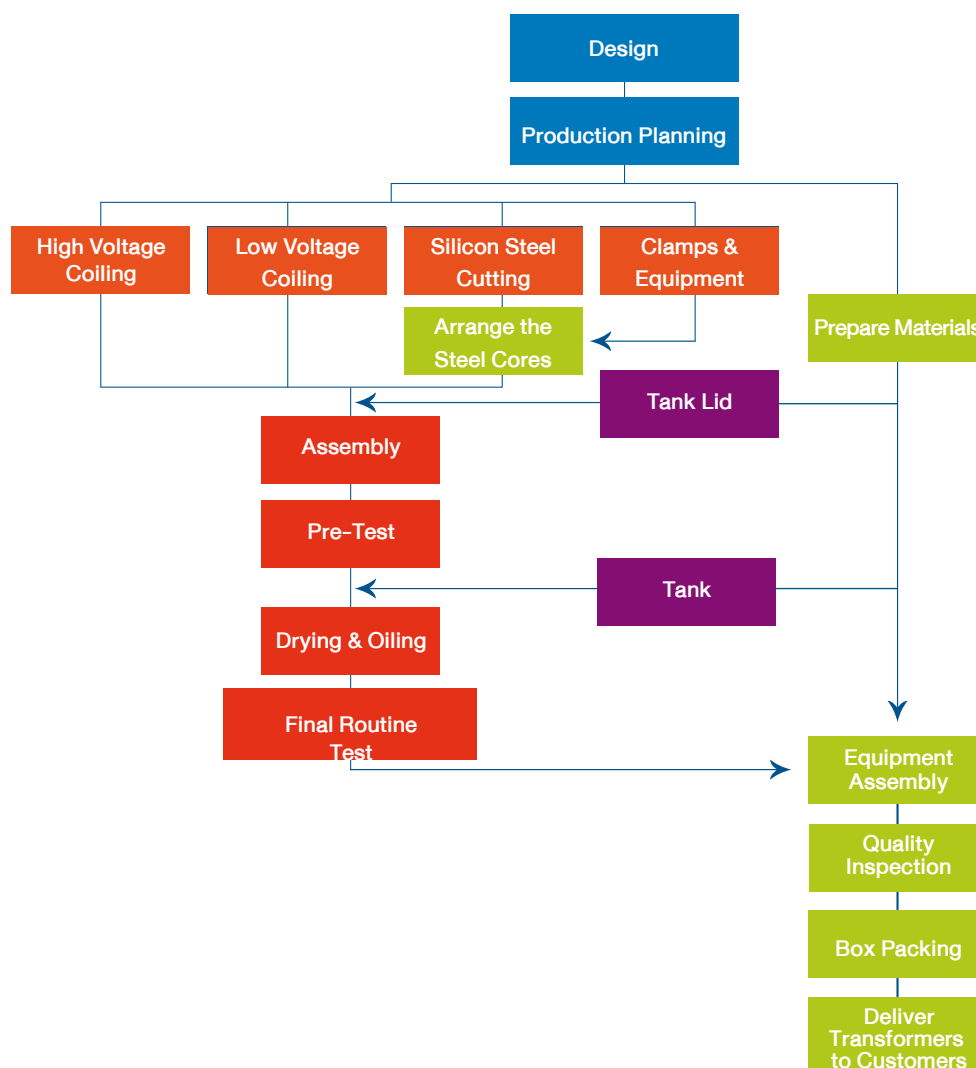 Design
Production Planning
High Voltage
Coiling
Low Voltage
Coiling
Silicon Steel
Cutting
Clamps &
Equipment
Arrange the
Steel Cores
Prepare Materials
Tank Lid
Assembly
Pre-Test
Tank
Drying & Oiling
Final Routine
Test
Equipment
Assembly
Quality
Inspection
Box Packing
Deliver
Transformers
to Customers